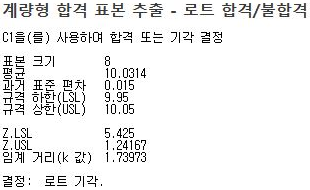 계량형 합격 표본 추출 - 로트 합격/불합격
C1을(를) 사용하여 합격 또는 기각 결정
표본 크기 8
평균 10.0314
과거 표준 편차 0.015
규격 하한(LSL) 9.95
규격 상한(USL) 10.05
Z.LSL 5.425
Z.USL 1.24167
임계 거리(k 값) 1.73973
결정: 로트 기각.